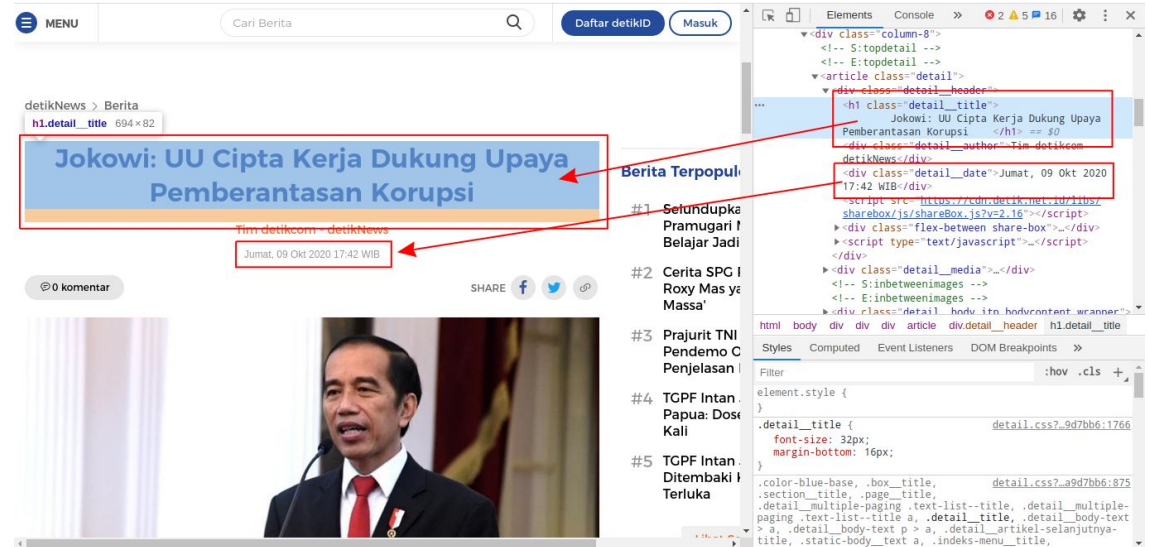 MENU
Cari Berita
Daftar detikID
Masuk
detikNews > Berita
h1.detail__title 694×82
Jokowi: UU Cipta Kerja Dukung Upaya
Pemberantasan Korupsi
Tim detikcom - detikNews
Jumat, 09 Okt 2020 17:42 WIB
0 komentar
SHARE
Berita Terpopul
#1 Selundupka
Pramugari
Belajar Jadi
#2 Cerita SPG
Roxy Mas ya
Massa'
#3 Prajurit TNI
Pendemo O
Penjelasan
#4 TGPF Intan
Papua: Dose
Kali
#5 TGPF Intan
Ditembaki
Terluka
Elements Console » 2 5 16
▼<div class="column-8">
<!-- S:topdetail -->
<!-- E:topdetail -->
▼<article class="detail">
▼<div class="detail__header">
<h1 class="detail__title">
Jokowi: UU Cipta Kerja Dukung Upaya
Pemberantasan Korupsi </h1> == $0
<div class="detail__author">Tim detikcom
detikNews</div>
<div class="detail__date">Jumat, 09 Okt 2020
17:42 WIB</div>
<script src="https://cdn.detik.net.id/libs/
sharebox/js/shareBox.js?v=2.16"></script>
▶<div class="flex-between share-box">…</div>
▶<script type="text/javascript">…</script>
</div>
▶<div class="detail__media">…</div>
<!-- S:inbetweenimages -->
<!-- E:inbetweenimages -->
▶<div class="detail__body itp_bodycontent_wrapper">
html body div div div article div.detail__header h1.detail__title
Styles Computed Event Listeners DOM Breakpoints »
Filter :hov .cls +
element.style {
}
.detail__title { detail.css?…9d7bb6:1766
font-size: 32px;
margin-bottom: 16px;
}
.color-blue-base, .box__title, detail.css?…a9d7bb6:875
.section__title, .page__title,
.detail__multiple-paging .text-list--title, .detail__multiple-
paging .text-list--title a, .detail__title, .detail__body-text
> a, .detail__body-text p > a, .detail__artikel-selanjutnya-
title, .static-body__text a, .indeks-menu__title,